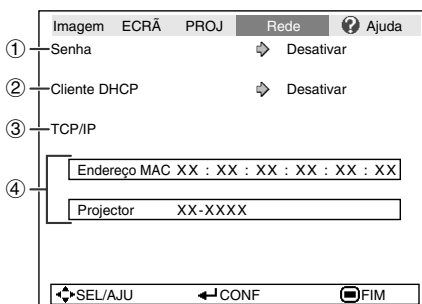 Imagem ECRÃ PROJ Rede ? Ajuda
① Senha Desativar
② Cliente DHCP Desativar
③ TCP/IP
④
Endereço MAC XX : XX : XX : XX : XX : XX
Projector XX-XXXX
SEL/AJU CONF FIM